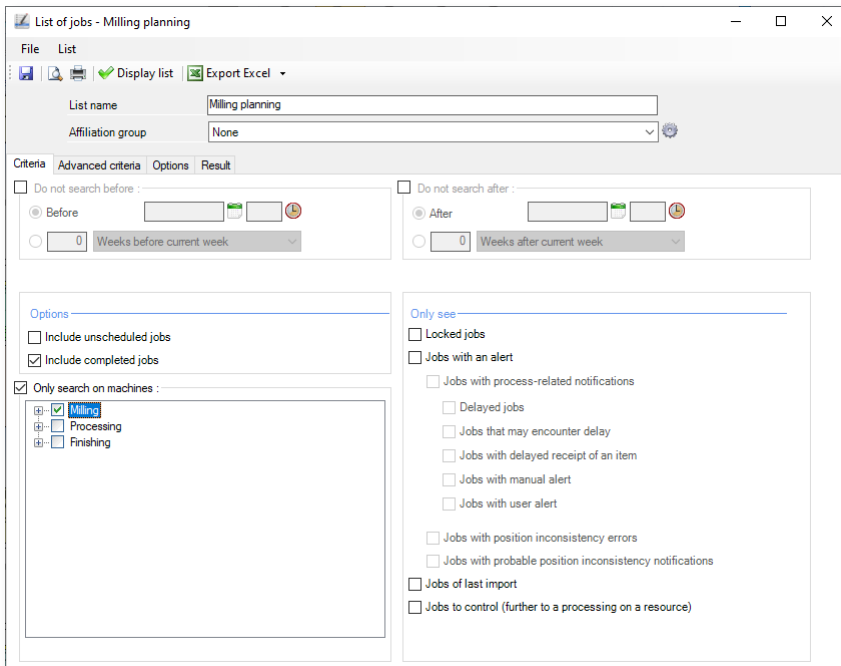 List of jobs - Milling planning
File List
Display list Export Excel
List name Milling planning
Affiliation group None
Criteria Advanced criteria Options Result
Do not search before :
Before
0 Weeks before current week
Do not search after :
After
0 Weeks after current week
Options
Include unscheduled jobs
Include completed jobs
Only search on machines :
Milling
Processing
Finishing
Only see
Locked jobs
Jobs with an alert
Jobs with process-related notifications
Delayed jobs
Jobs that may encounter delay
Jobs with delayed receipt of an item
Jobs with manual alert
Jobs with user alert
Jobs with position inconsistency errors
Jobs with probable position inconsistency notifications
Jobs of last import
Jobs to control (further to a processing on a resource)